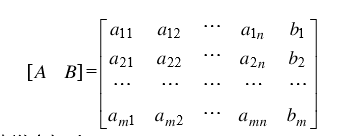 [A B]=
a11 a12 ⋯ a1n b1
a21 a22 ⋯ a2n b2
⋯ ⋯ ⋯ ⋯ ⋯
am1 am2 ⋯ amn bm